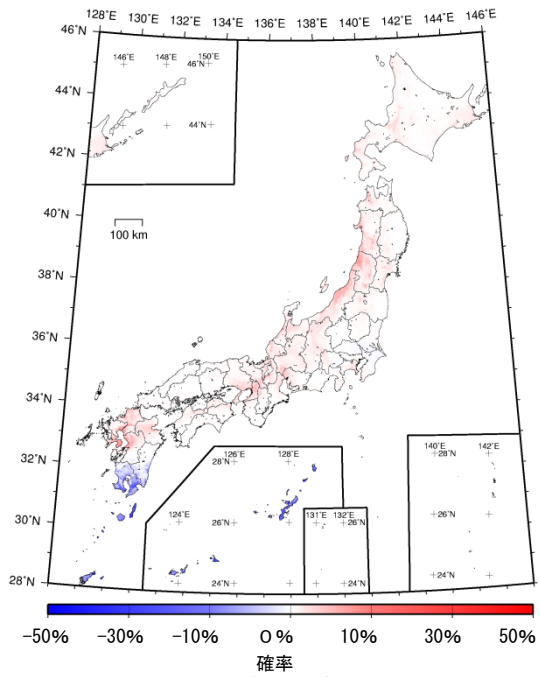 128°E 130°E 132°E 134°E 136°E 138°E 140°E 142°E 144°E 146°E
46°N
146°E 148°E 150°E
46°N
44°N
44°N
42°N
40°N
100 km
38°N
36°N
34°N
32°N
126°E 128°E
28°N
140°E 142°E
28°N
124°E
131°E 132°E
30°N
26°N
26°N
26°N
28°N
24°N
24°N
24°N
-50% -30% -10% 0% 10% 30% 50%
確率